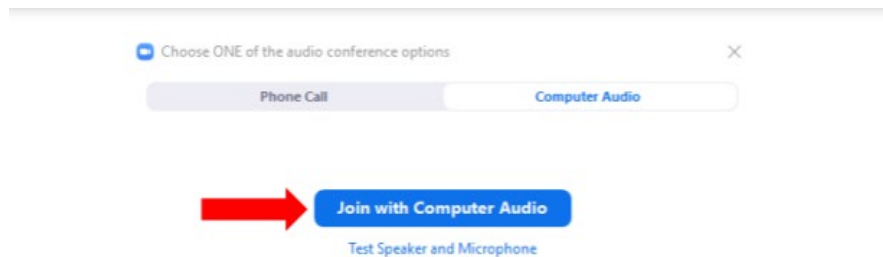 Choose ONE of the audio conference options
Phone Call
Computer Audio
Join with Computer Audio
Test Speaker and Microphone